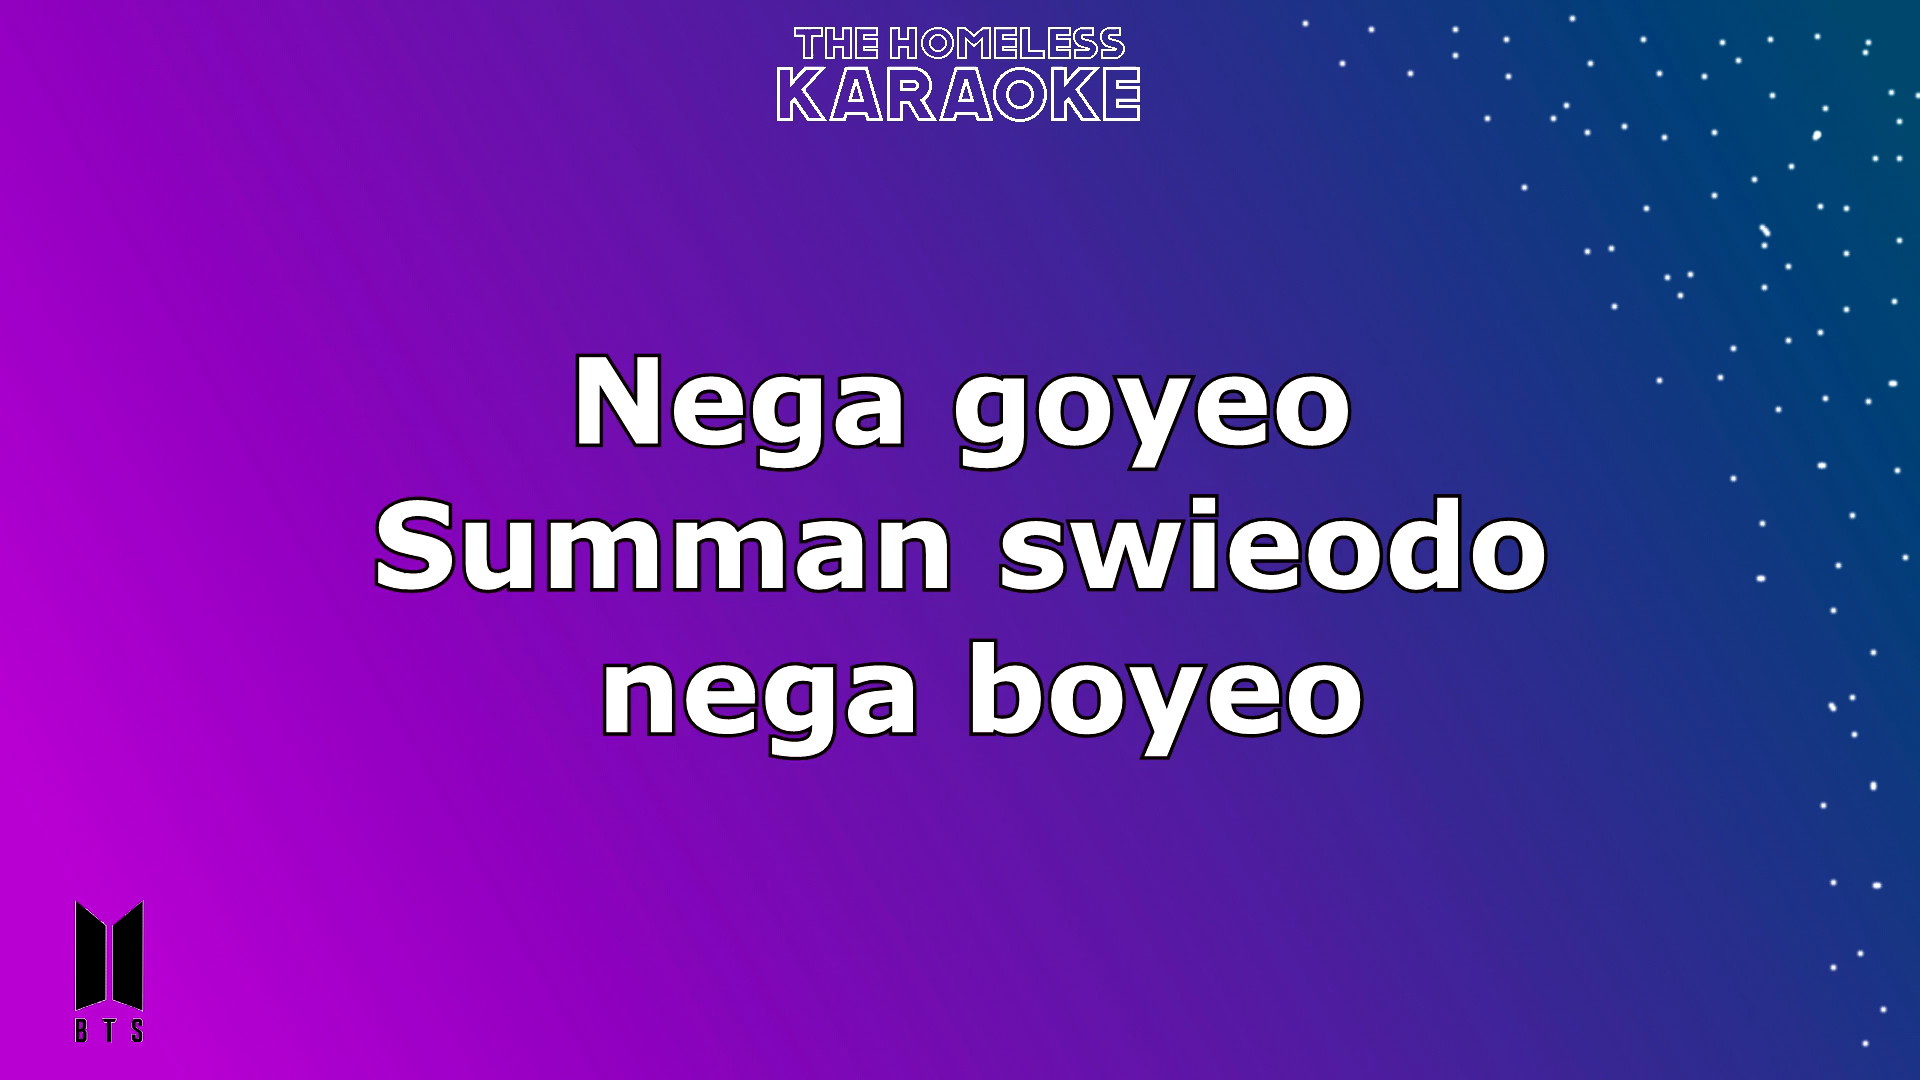 THE HOMELESS
KARAOKE
Nega goyeo
Summan swieodo
nega boyeo
BTS